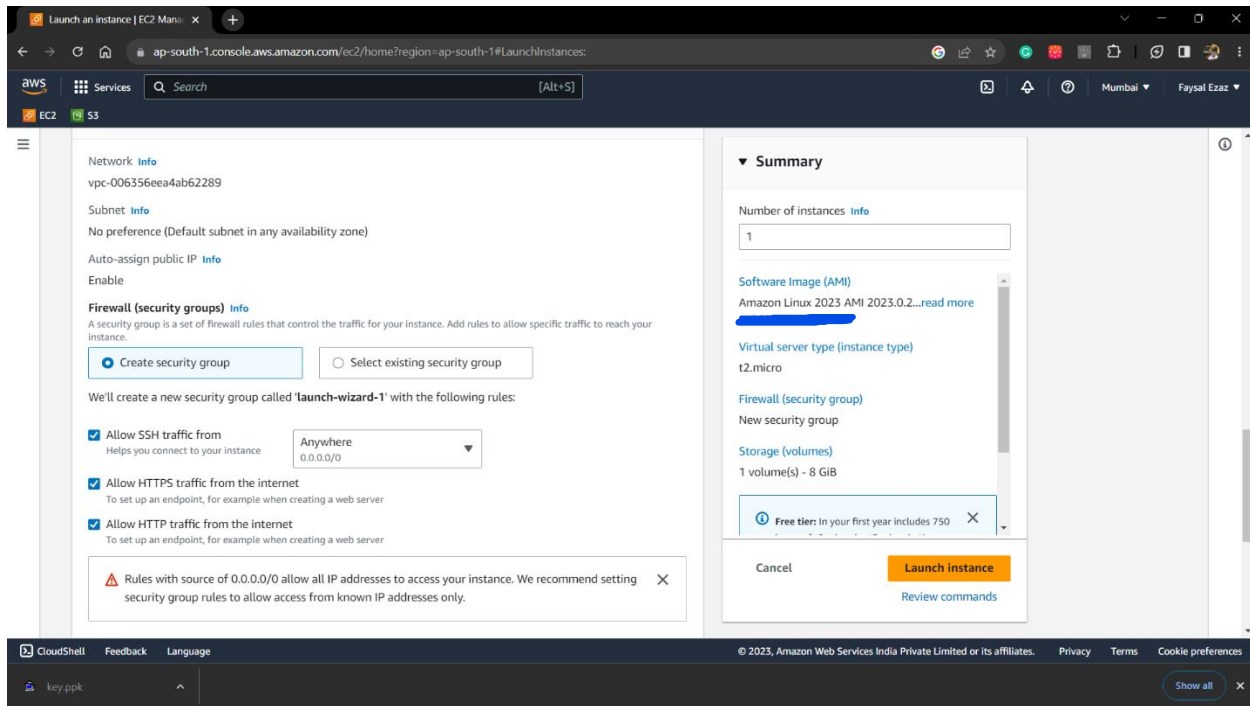 Launch an instance | EC2 Mana
ap-south-1.console.aws.amazon.com/ec2/home?region=ap-south-1#LaunchInstances:
aws
Services
Search
[Alt+S]
Mumbai
Faysal Ezaz
EC2
S3
Network Info
vpc-006356eea4ab62289
Subnet Info
No preference (Default subnet in any availability zone)
Auto-assign public IP Info
Enable
Firewall (security groups) Info
A security group is a set of firewall rules that control the traffic for your instance. Add rules to allow specific traffic to reach your
instance.
Create security group
Select existing security group
We'll create a new security group called 'launch-wizard-1' with the following rules:
Allow SSH traffic from
Helps you connect to your instance
Anywhere
0.0.0.0/0
Allow HTTPS traffic from the internet
To set up an endpoint, for example when creating a web server
Allow HTTP traffic from the internet
To set up an endpoint, for example when creating a web server
Rules with source of 0.0.0.0/0 allow all IP addresses to access your instance. We recommend setting
security group rules to allow access from known IP addresses only.
Summary
Number of instances Info
1
Software Image (AMI)
Amazon Linux 2023 AMI 2023.0.2...read more
Virtual server type (instance type)
t2.micro
Firewall (security group)
New security group
Storage (volumes)
1 volume(s) - 8 GiB
Free tier: In your first year includes 750
Cancel
Launch instance
Review commands
CloudShell
Feedback
Language
© 2023, Amazon Web Services India Private Limited or its affiliates.
Privacy
Terms
Cookie preferences
key.ppk
Show all